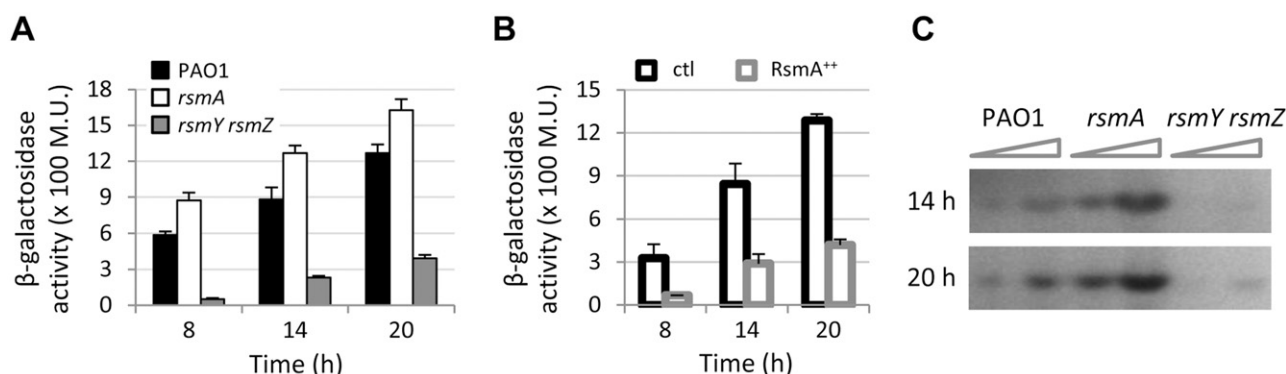 A
PAO1
rsmA
rsmY rsmZ
β-galactosidase
activity (x 100 M.U.)
18
15
12
9
6
3
0
8 14 20
Time (h)
B
ctl RsmA⁺⁺
β-galactosidase
activity (x 100 M.U.)
15
12
9
6
3
0
8 14 20
Time (h)
C
PAO1 rsmA rsmY rsmZ
14 h
20 h